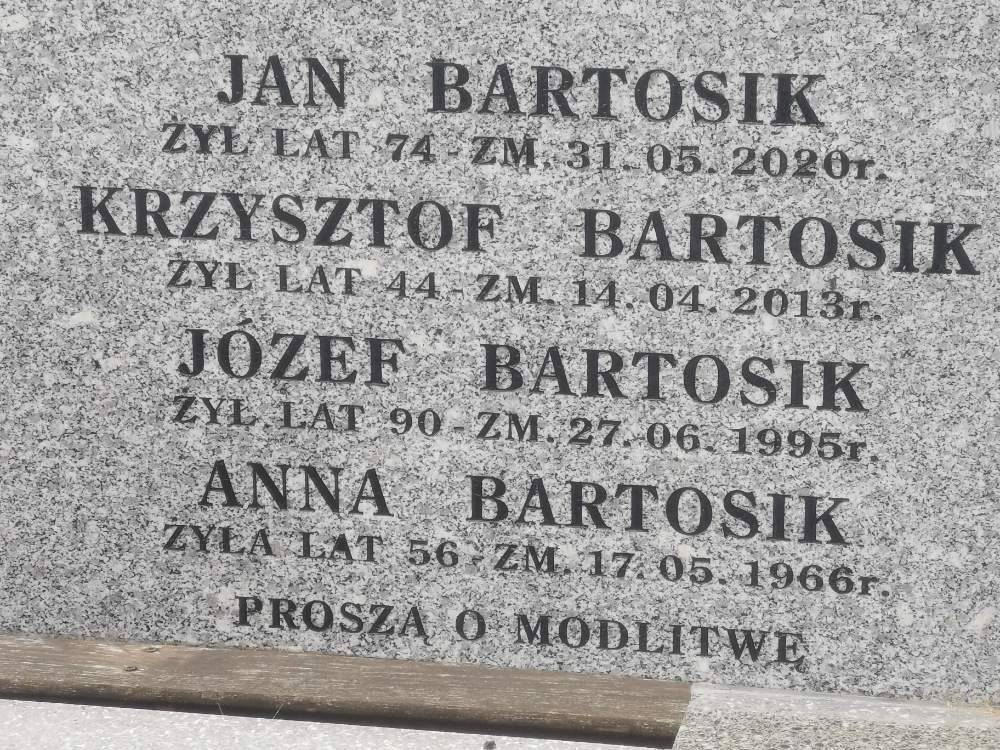 JAN BARTOSIK
ŻYŁ LAT 74 - ZM. 31. 05. 2020r.
KRZYSZTOF BARTOSIK
ŻYŁ LAT 44 - ZM. 14. 04. 2013r.
JÓZEF BARTOSIK
ŻYŁ LAT 90 - ZM. 27. 06. 1995r.
ANNA BARTOSIK
ŻYŁA LAT 56 - ZM. 17. 05. 1966r.
PROSZĄ O MODLITWĘ